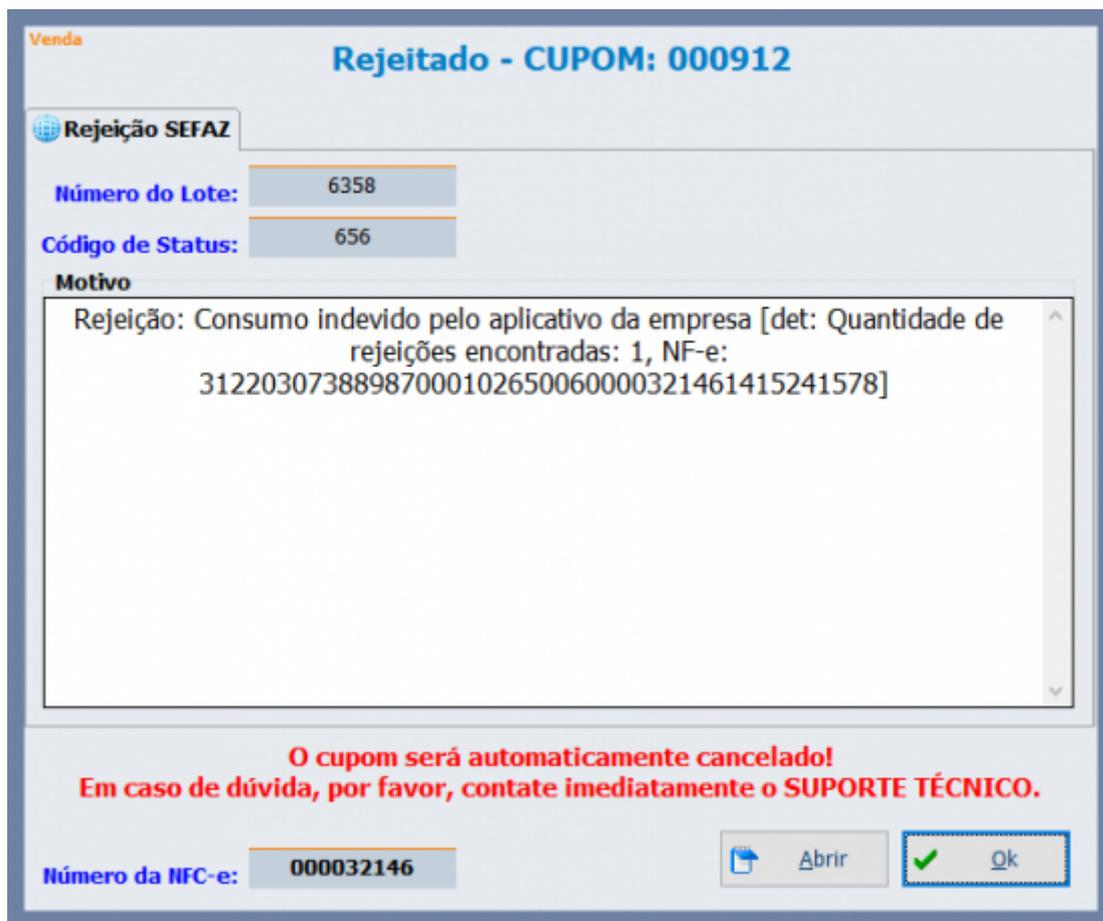 Venda
Rejeitado - CUPOM: 000912
Rejeição SEFAZ
Número do Lote: 6358
Código de Status: 656
Motivo
Rejeição: Consumo indevido pelo aplicativo da empresa [det: Quantidade de
rejeições encontradas: 1, NF-e:
31220307388987000102650060000321461415241578]
O cupom será automaticamente cancelado!
Em caso de dúvida, por favor, contate imediatamente o SUPORTE TÉCNICO.
Número da NFC-e: 000032146
Abrir
Ok